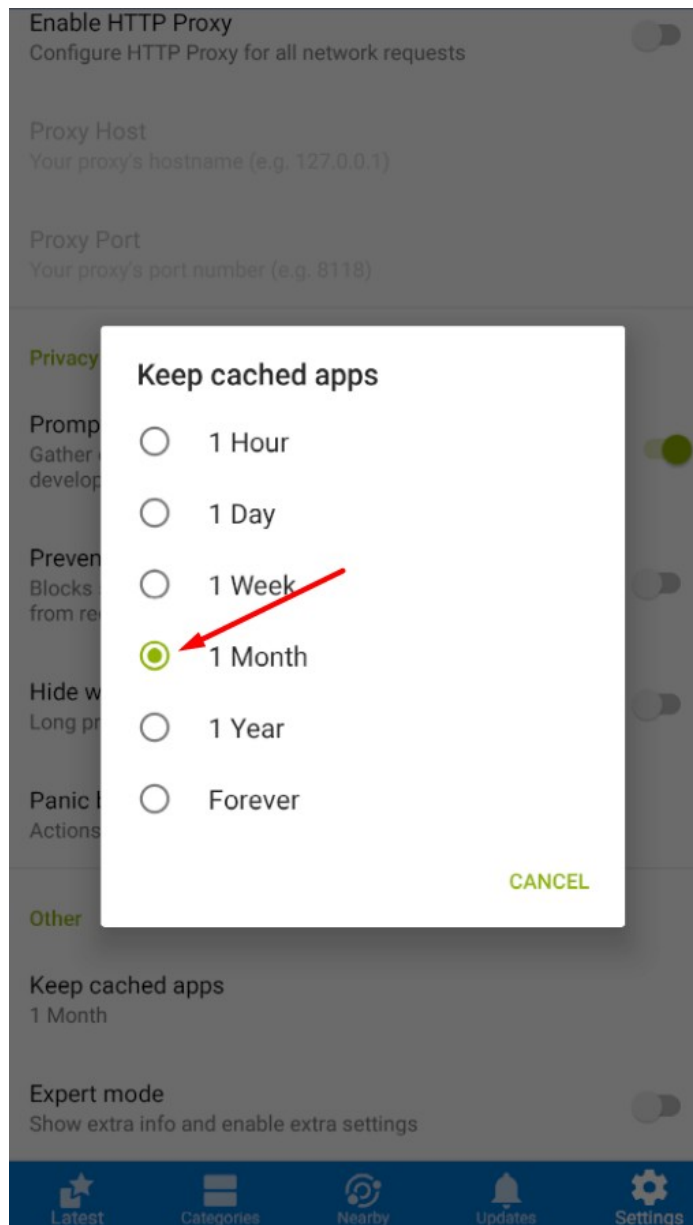 Enable HTTP Proxy
Configure HTTP Proxy for all network requests
Proxy Host
Your proxy's hostname (e.g. 127.0.0.1)
Proxy Port
Your proxy's port number (e.g. 8118)
Privacy
Keep cached apps
1 Hour
1 Day
1 Week
1 Month
1 Year
Forever
CANCEL
Promp
Gather
develop
Preven
Blocks
from re
Hide w
Long pr
Panic
Actions
Other
Keep cached apps
1 Month
Expert mode
Show extra info and enable extra settings
Latest
Categories
Nearby
Updates
Settings